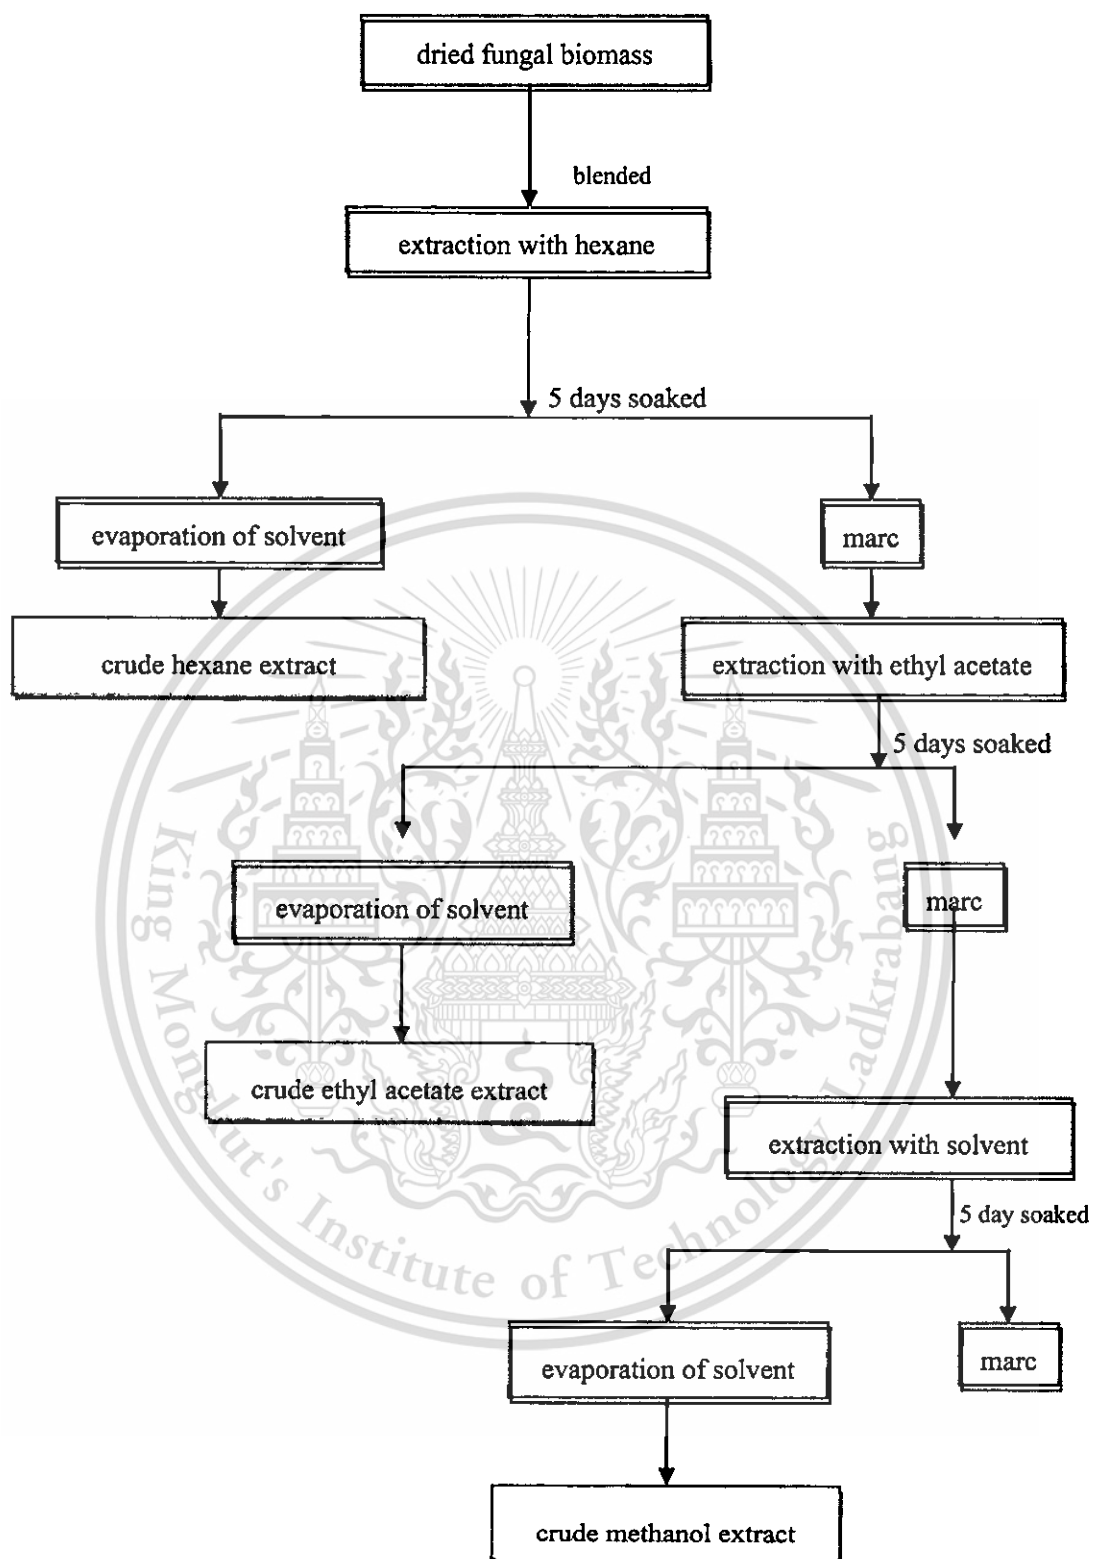 dried fungal biomass
blended
extraction with hexane
5 days soaked
evaporation of solvent
marc
crude hexane extract
extraction with ethyl acetate
5 days soaked
evaporation of solvent
marc
crude ethyl acetate extract
extraction with solvent
5 day soaked
evaporation of solvent
marc
crude methanol extract
King Mongkut's Institute of Technology Ladkrabang